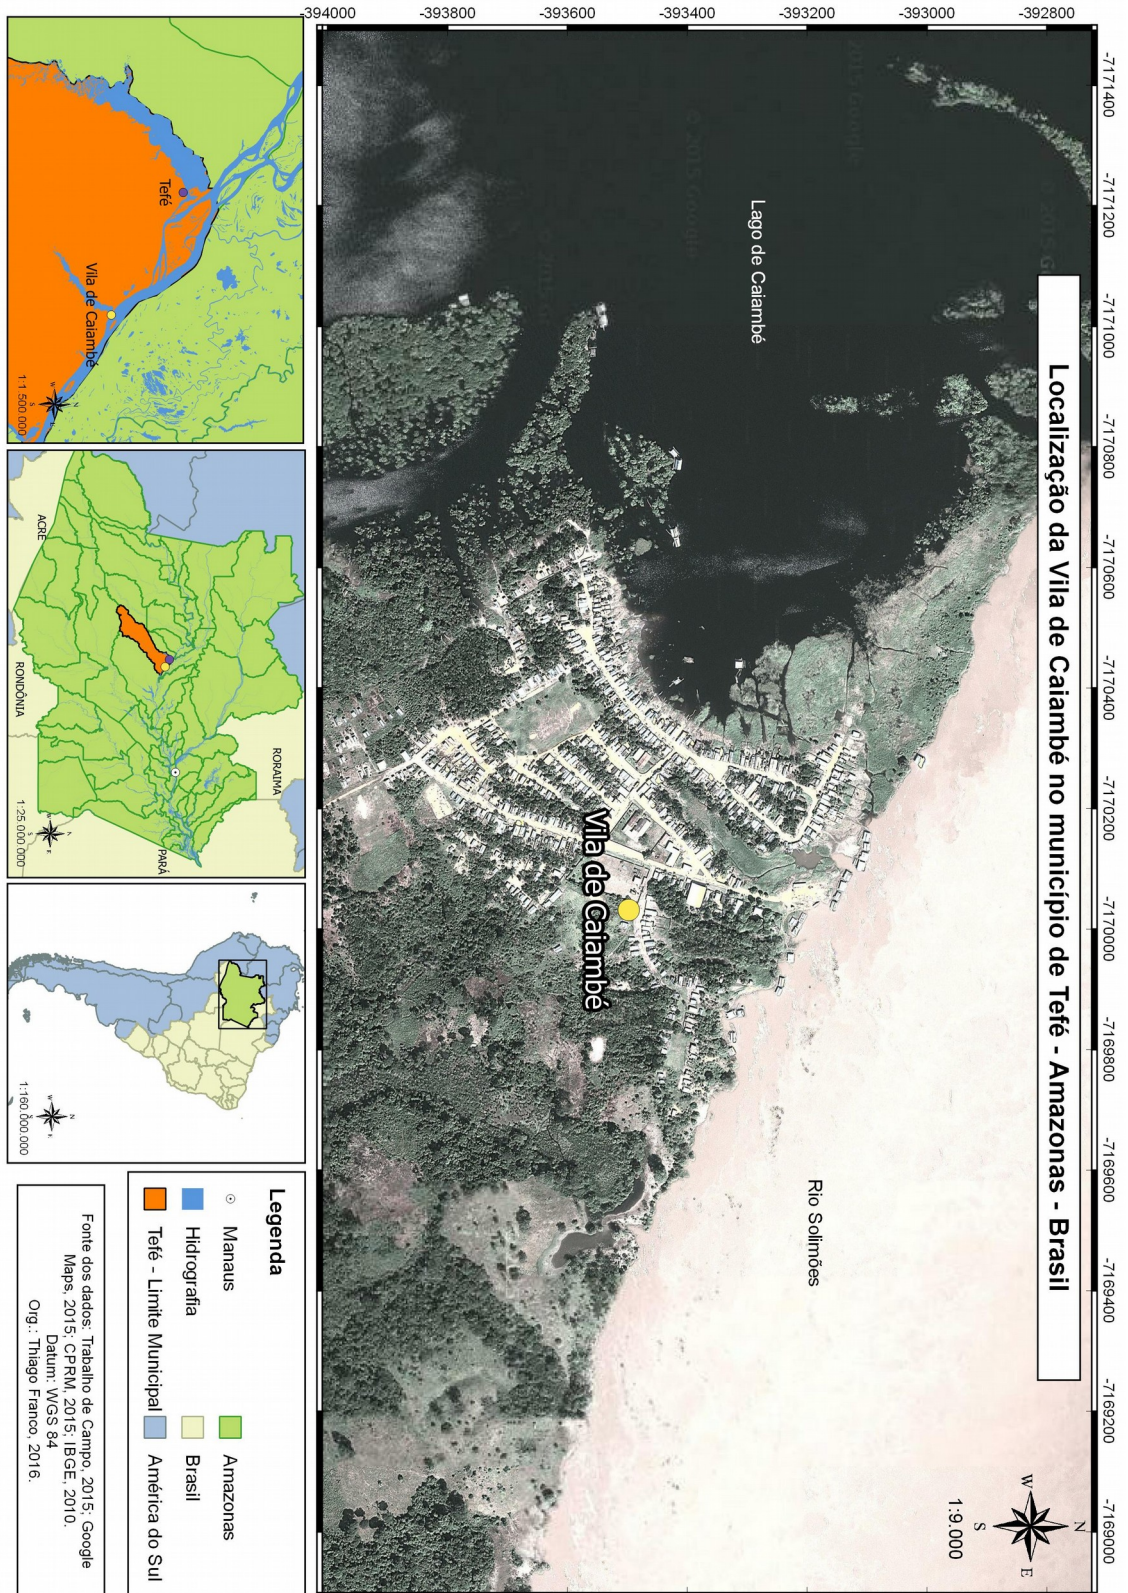 Localização da Vila de Caiambé no município de Tefé - Amazonas - Brasil
-7171400
-7171200
-7171000
-7170800
-7170600
-7170400
-7170200
-7170000
-7169800
-7169600
-7169400
-7169200
-7169000
-392800
-393000
-393200
-393400
-393600
-393800
-394000
Lago de Caiambé
Rio Solimões
Vila de Caiambé
N
W
E
S
1:9.000
Tefé
Vila de Caiambé
N
W
E
S
1:1.500.000
RORAIMA
PARÁ
ACRE
RONDÔNIA
N
W
E
S
1:25.000.000
N
W
E
S
1:160.000.000
Legenda
Manaus
Hidrografia
Tefé - Limite Municipal
Amazonas
Brasil
América do Sul
Fonte dos dados: Trabalho de Campo, 2015; Google
Maps, 2015; CPRM, 2015; IBGE, 2010.
Datum: WGS 84
Org.: Thiago Franco, 2016.